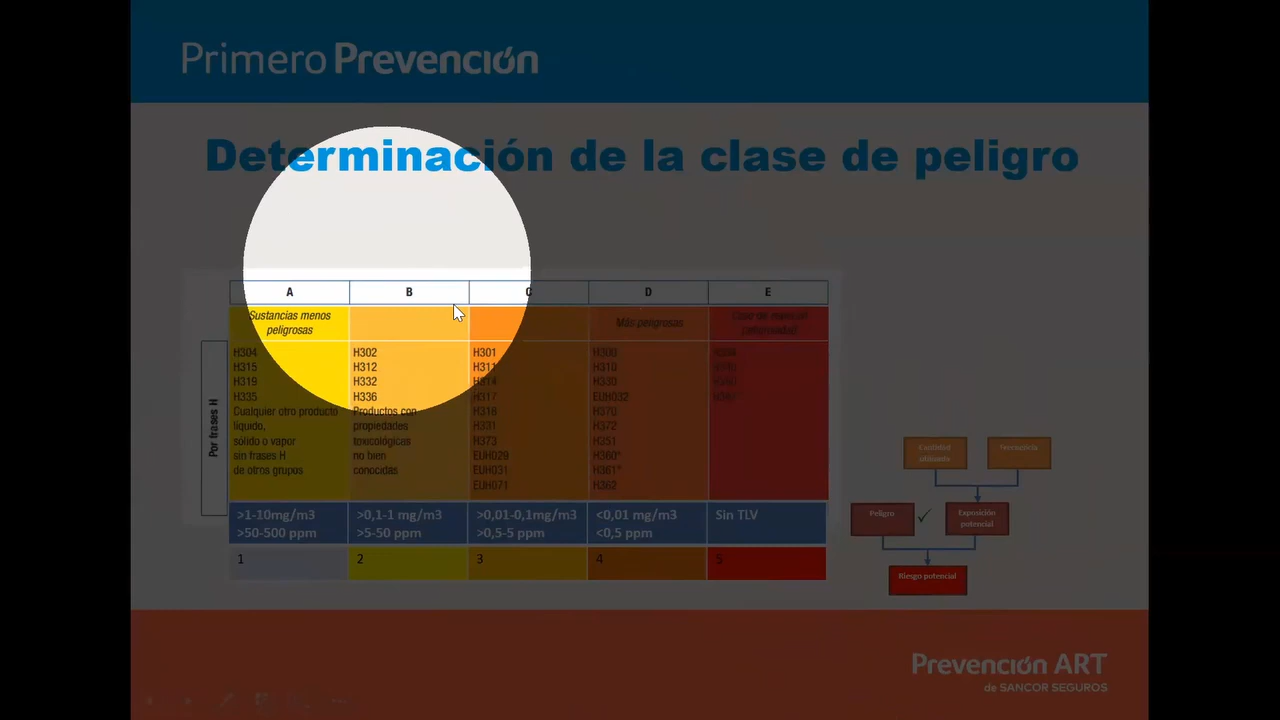 Primero Prevención
Determinación de la clase de peligro
A B C D E
Sustancias menos
peligrosas
Más peligrosas
Por frases H
H304
H315
H319
H335
Cualquier otro producto
líquido,
sólido o vapor
sin frases H
de otros grupos
H302
H312
H332
H336
Productos con
propiedades
toxicológicas
no bien
conocidas
H301
H311
H314
H317
H318
H331
H373
EUH029
EUH031
EUH071
H300
H310
H330
EUH032
H370
H372
H351
H360*
H361*
H362
>1-10mg/m3
>50-500 ppm
>0,1-1 mg/m3
>5-50 ppm
>0,01-0,1mg/m3
>0,5-5 ppm
<0,01 mg/m3
<0,5 ppm
Sin TLV
1 2 3 4 5
Cantidad
utilizada
Frecuencia
Peligro
Exposición
potencial
Riesgo potencial
Prevención ART
de SANCOR SEGUROS